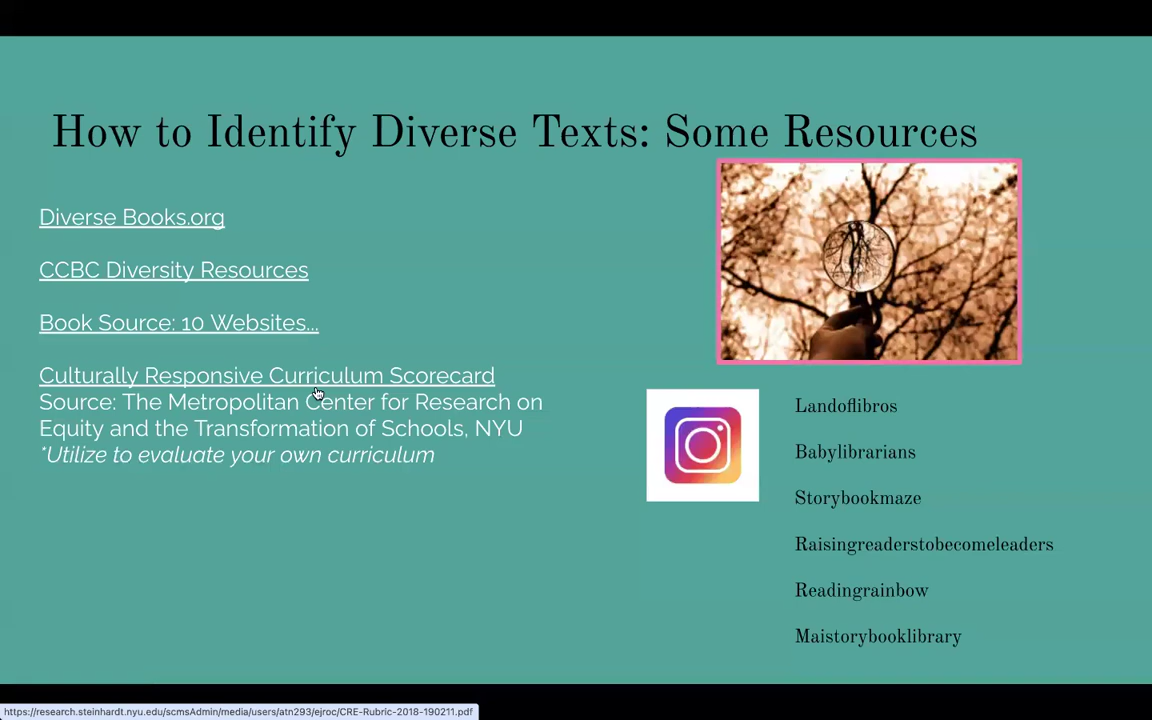 How to Identify Diverse Texts: Some Resources
Diverse Books.org
CCBC Diversity Resources
Book Source: 10 Websites...
Culturally Responsive Curriculum Scorecard
Source: The Metropolitan Center for Research on
Equity and the Transformation of Schools, NYU
*Utilize to evaluate your own curriculum
Landoflibros
Babylibrarians
Storybookmaze
Raisingreaderstobecomeleaders
Readingrainbow
Maistorybooklibrary
https://research.steinhardt.nyu.edu/scmsAdmin/media/users/atn293/ejroc/CRE-Rubric-2018-190211.pdf